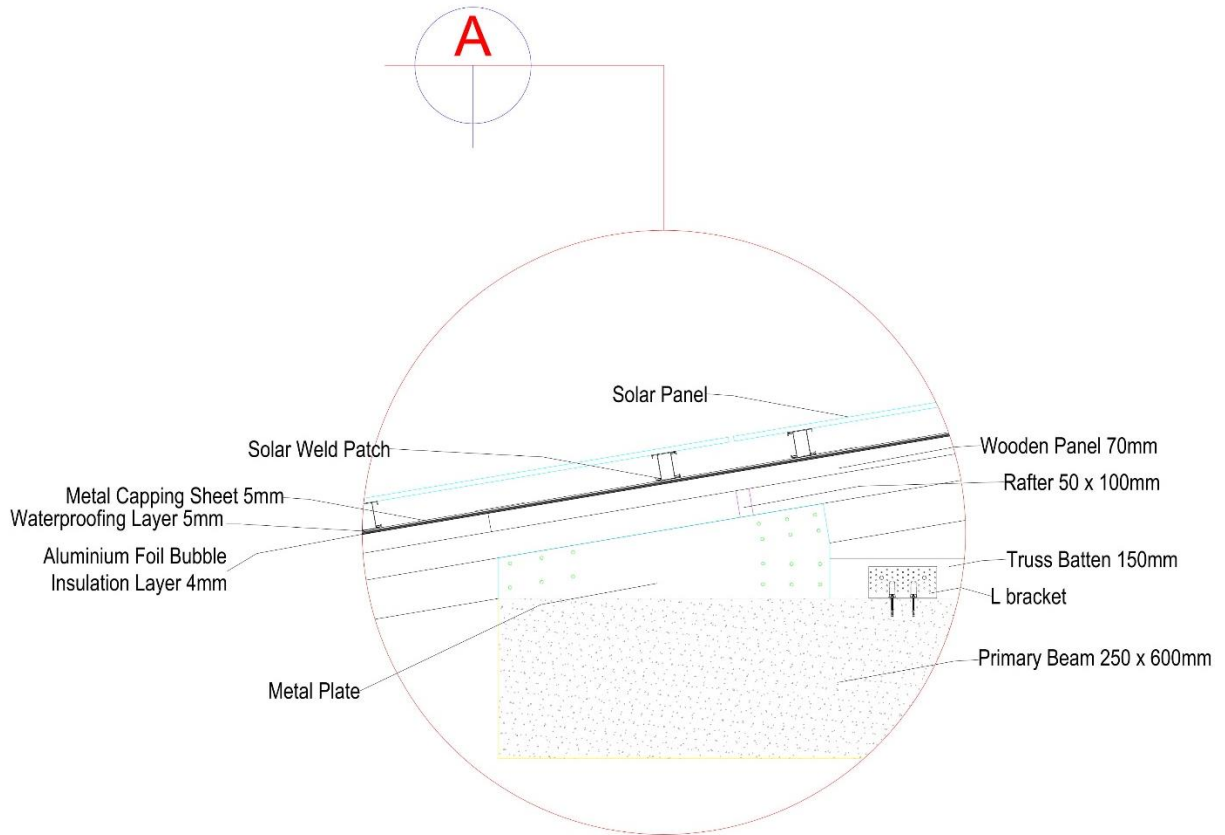 A
Solar Panel
Solar Weld Patch
Wooden Panel 70mm
Metal Capping Sheet 5mm
Rafter 50 x 100mm
Waterproofing Layer 5mm
Aluminium Foil Bubble
Insulation Layer 4mm
Truss Batten 150mm
L bracket
Primary Beam 250 x 600mm
Metal Plate